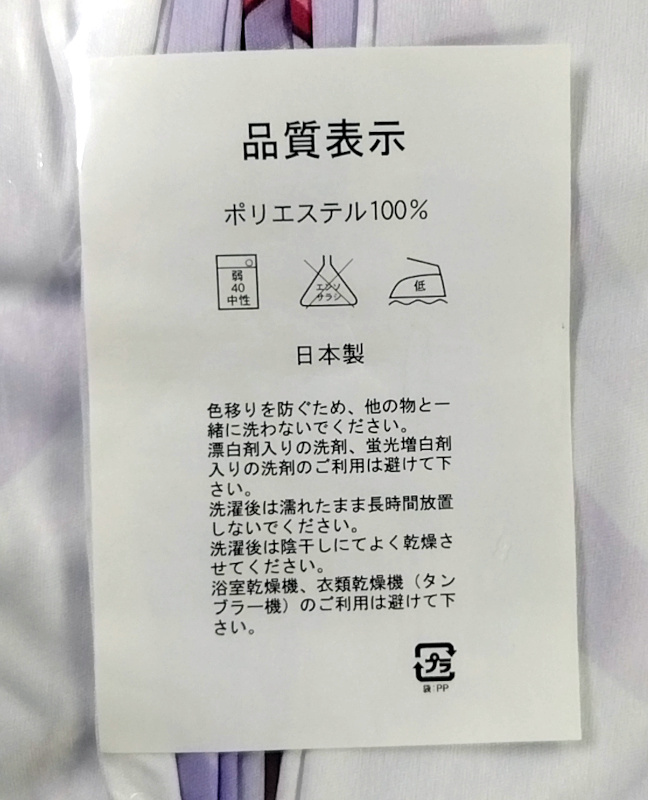 品質表示
ポリエステル100%
弱
40
中性
エンソ
サラシ
低
日本製
色移りを防ぐため、他の物と一
緒に洗わないでください。
漂白剤入りの洗剤、蛍光増白剤
入りの洗剤のご利用は避けて下
さい。
洗濯後は濡れたまま長時間放置
しないでください。
洗濯後は陰干しにてよく乾燥さ
せてください。
浴室乾燥機、衣類乾燥機（タン
ブラー機）のご利用は避けて下
さい。
プラ
袋:PP